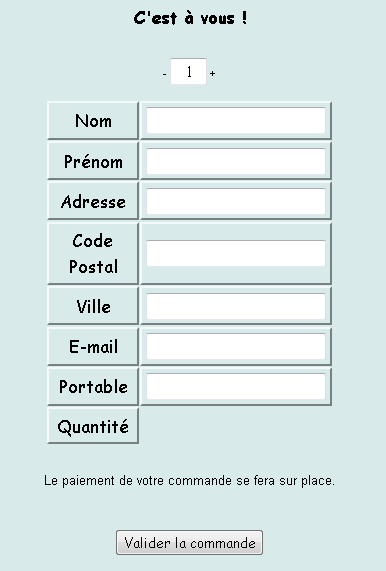 C'est à vous !
- 1 +
Nom
Prénom
Adresse
Code
Postal
Ville
E-mail
Portable
Quantité
Le paiement de votre commande se fera sur place.
Valider la commande